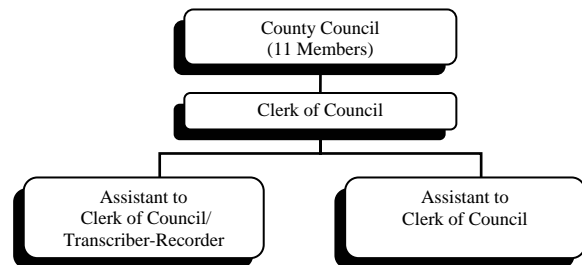 County Council
(11 Members)
Clerk of Council
Assistant to
Clerk of Council/
Transcriber-Recorder
Assistant to
Clerk of Council